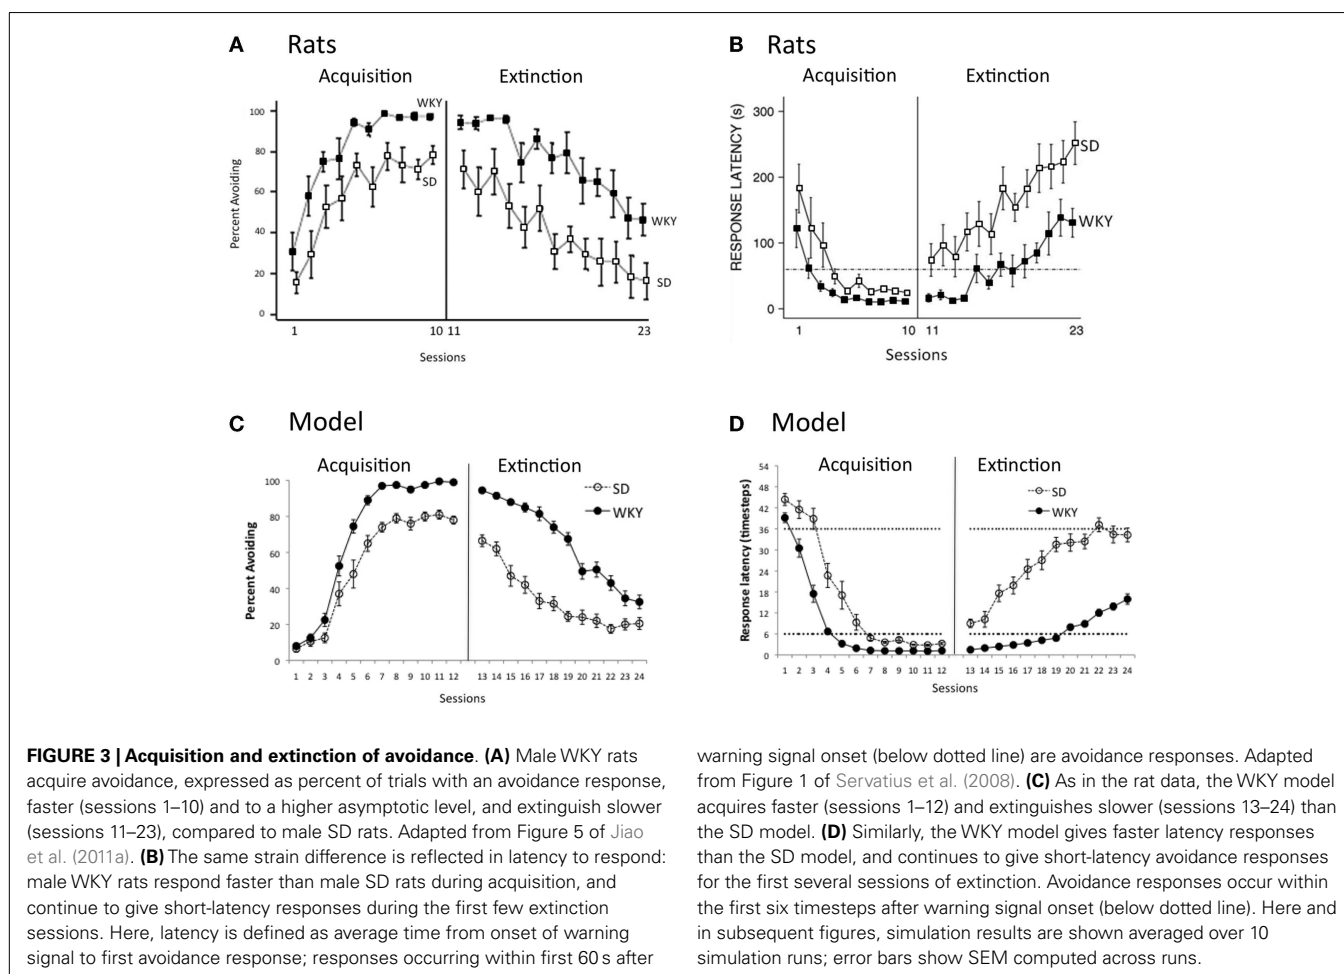 A Rats
Acquisition
Extinction
Percent Avoiding
100
80
60
40
20
0
WKY
SD
WKY
SD
1
10
11
23
Sessions
B Rats
Acquisition
Extinction
RESPONSE LATENCY (s)
300
200
100
0
SD
WKY
1
10
11
23
Sessions
C Model
Acquisition
Extinction
Percent Avoiding
100
80
60
40
20
0
SD
WKY
1 2 3 4 5 6 7 8 9 10 11 12 13 14 15 16 17 18 19 20 21 22 23 24
Sessions
D Model
Acquisition
Extinction
Response latency (timesteps)
54
48
42
36
30
24
18
12
6
0
SD
WKY
1 2 3 4 5 6 7 8 9 10 11 12 13 14 15 16 17 18 19 20 21 22 23 24
Sessions
FIGURE 3 | Acquisition and extinction of avoidance. (A) Male WKY rats
acquire avoidance, expressed as percent of trials with an avoidance response,
faster (sessions 1–10) and to a higher asymptotic level, and extinguish slower
(sessions 11–23), compared to male SD rats. Adapted from Figure 5 of Jiao
et al. (2011a). (B) The same strain difference is reflected in latency to respond:
male WKY rats respond faster than male SD rats during acquisition, and
continue to give short-latency responses during the first few extinction
sessions. Here, latency is defined as average time from onset of warning
signal to first avoidance response; responses occurring within first 60 s after
warning signal onset (below dotted line) are avoidance responses. Adapted
from Figure 1 of Servatius et al. (2008). (C) As in the rat data, the WKY model
acquires faster (sessions 1–12) and extinguishes slower (sessions 13–24) than
the SD model. (D) Similarly, the WKY model gives faster latency responses
than the SD model, and continues to give short-latency avoidance responses
for the first several sessions of extinction. Avoidance responses occur within
the first six timesteps after warning signal onset (below dotted line). Here and
in subsequent figures, simulation results are shown averaged over 10
simulation runs; error bars show SEM computed across runs.